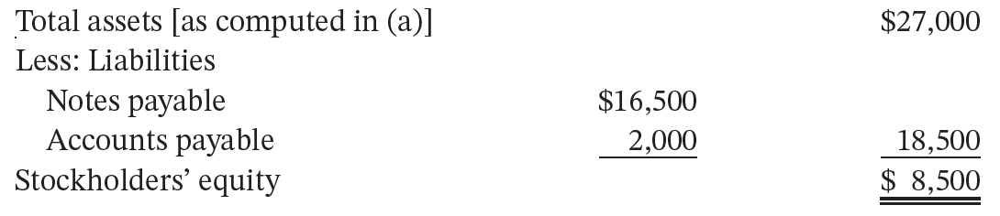 Total assets [as computed in (a)] $27,000
Less: Liabilities
Notes payable $16,500
Accounts payable 2,000 18,500
Stockholders’ equity $ 8,500